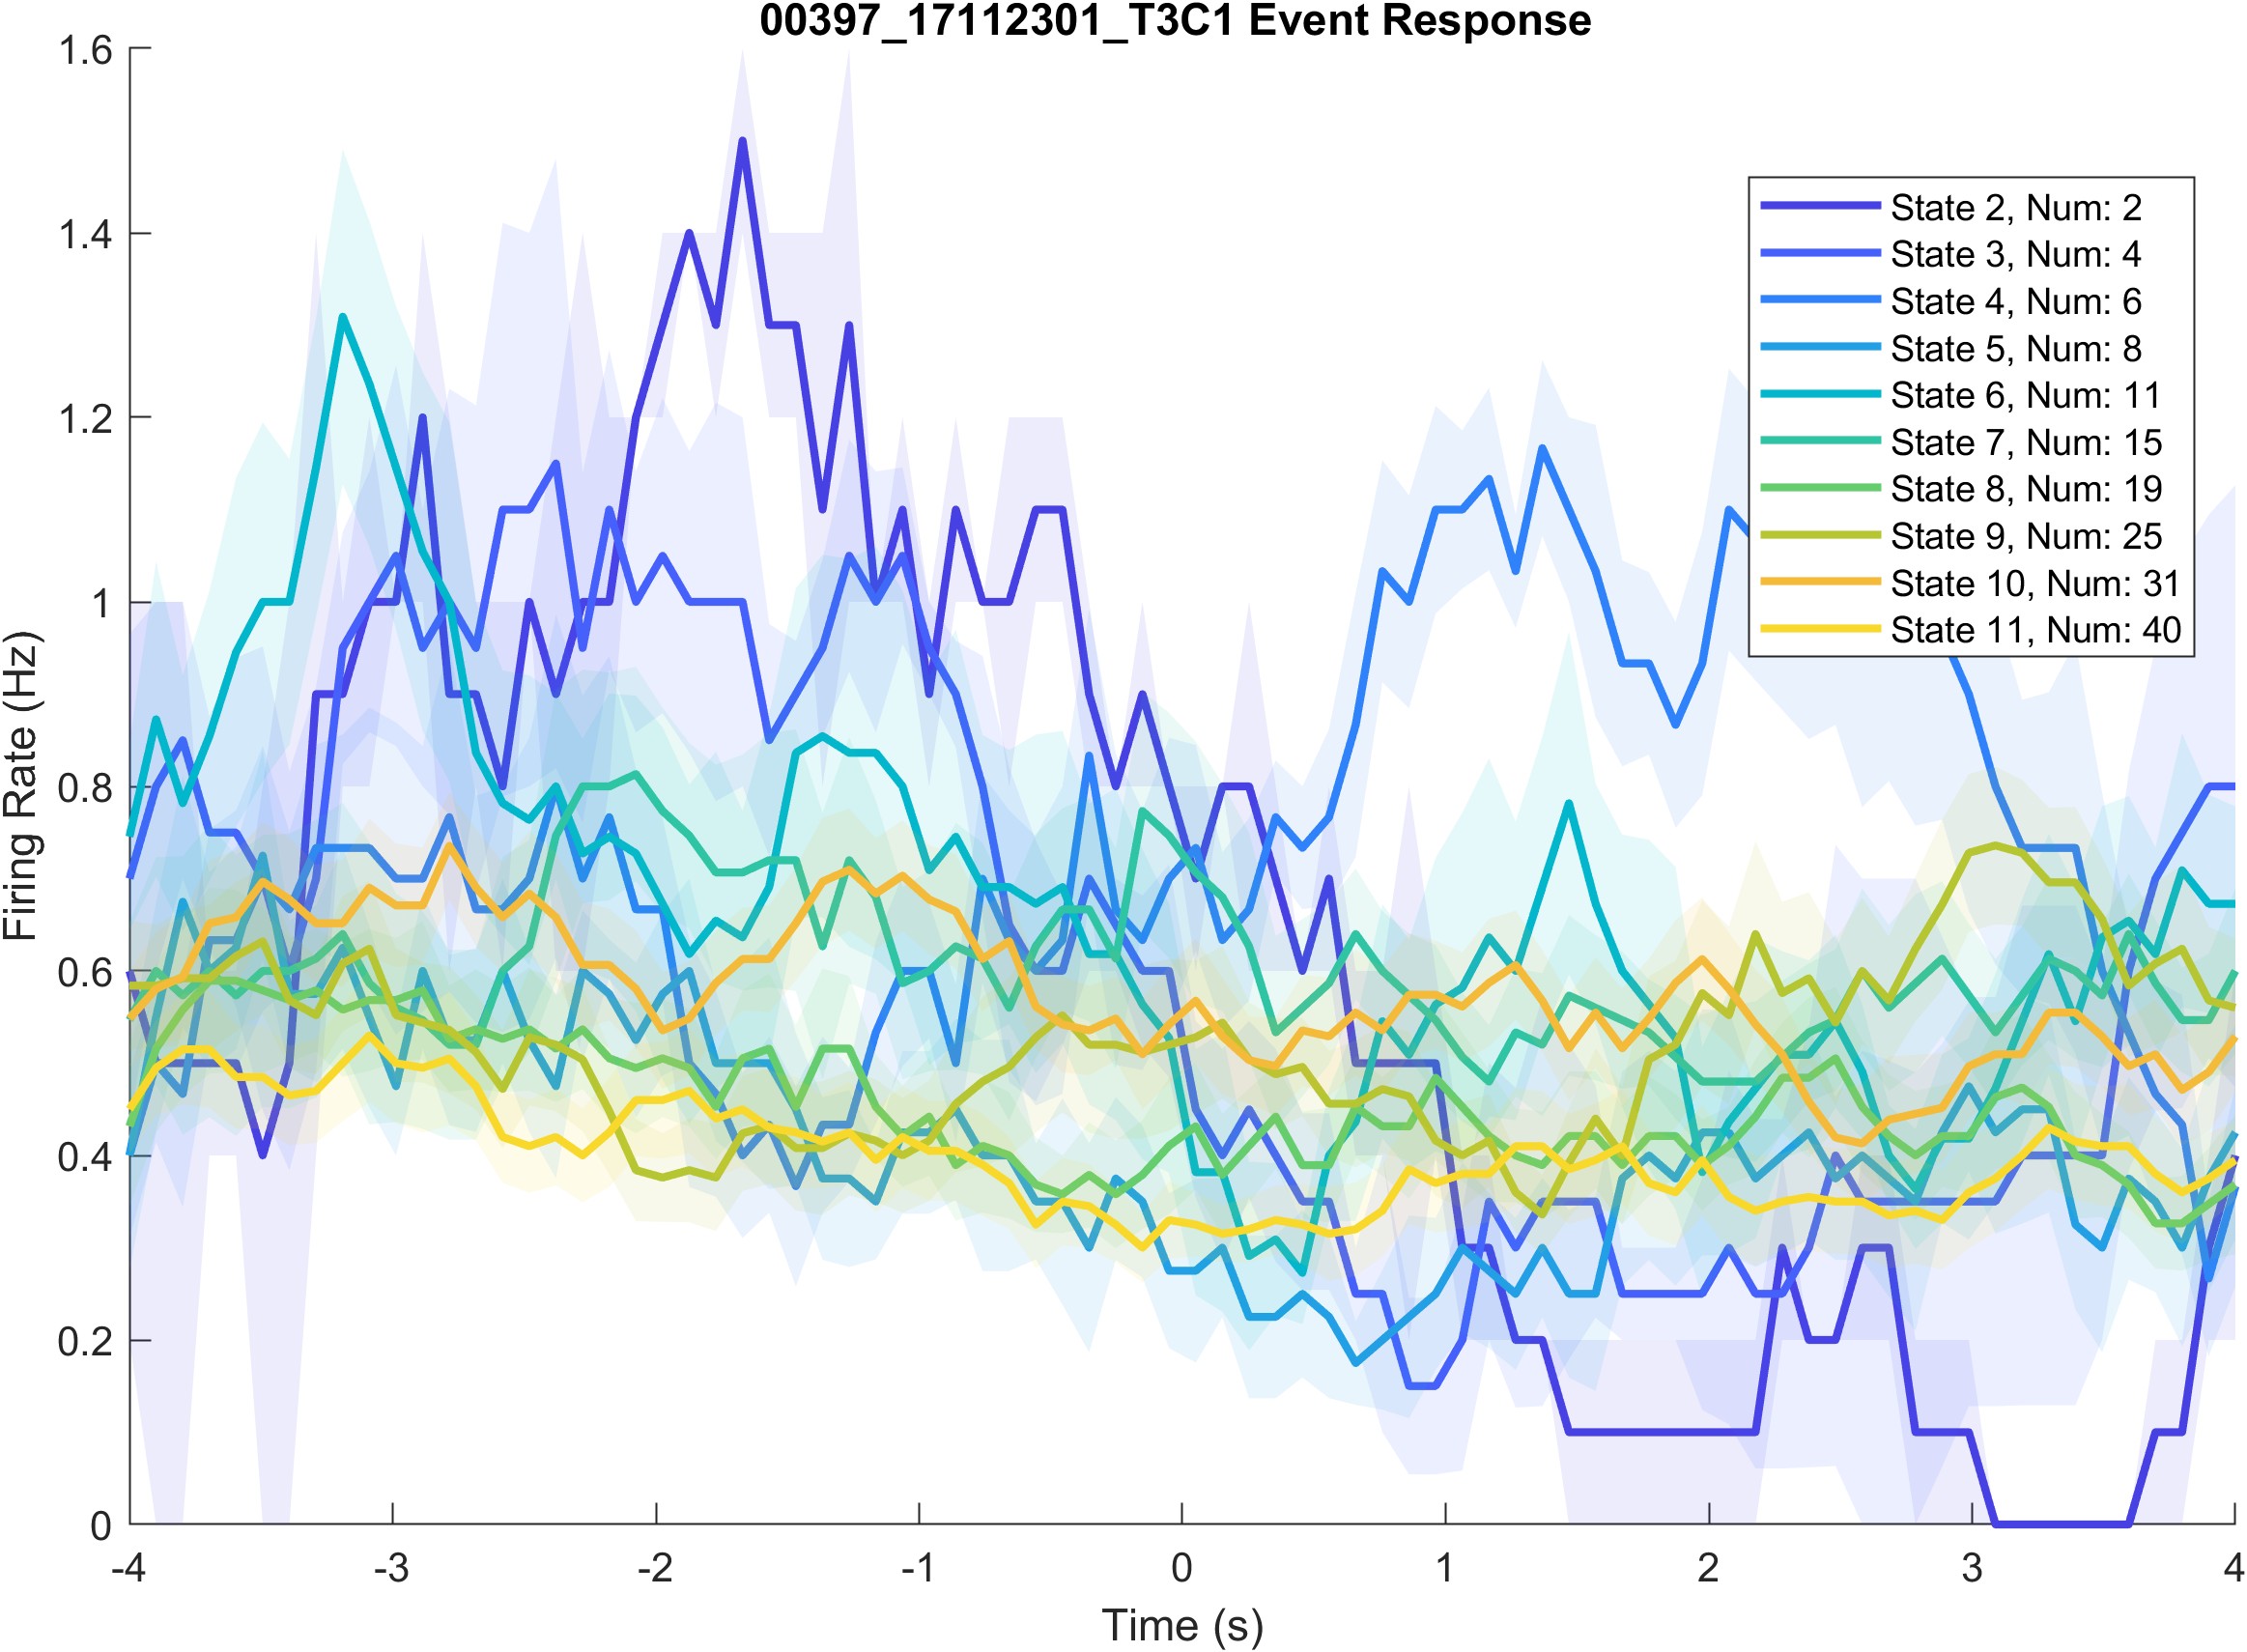 00397_17112301_T3C1 Event Response
1.6
1.4
1.2
1
0.8
0.6
0.4
0.2
0
Firing Rate (Hz)
State 2, Num: 2
State 3, Num: 4
State 4, Num: 6
State 5, Num: 8
State 6, Num: 11
State 7, Num: 15
State 8, Num: 19
State 9, Num: 25
State 10, Num: 31
State 11, Num: 40
-4 -3 -2 -1 0 1 2 3 4
Time (s)